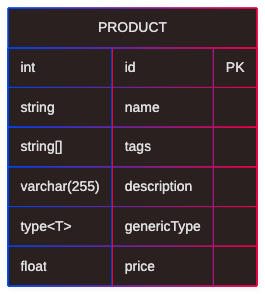 PRODUCT
int id PK
string name
string[] tags
varchar(255) description
type<T> genericType
float price